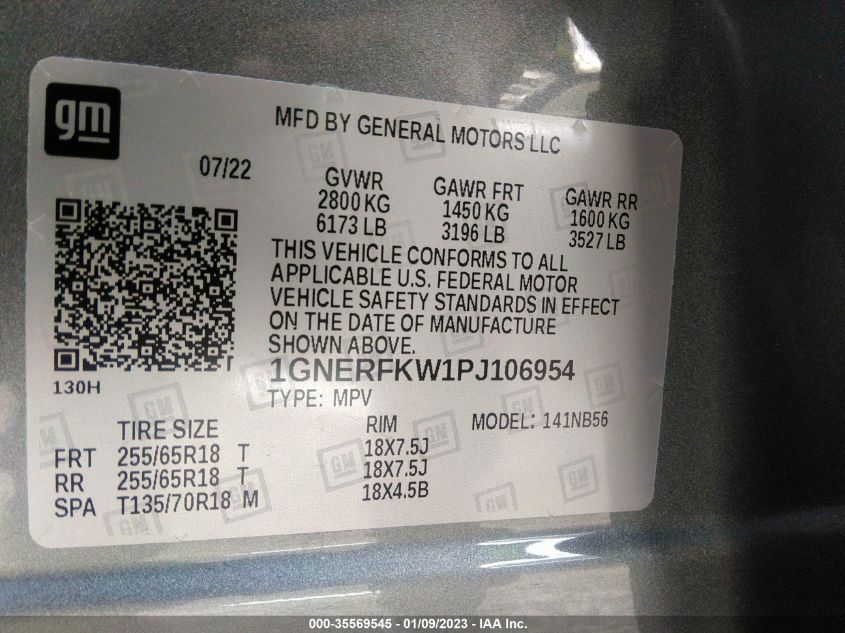 gm
MFD BY GENERAL MOTORS LLC
07/22
GVWR
2800 KG
6173 LB
GAWR FRT
1450 KG
3196 LB
GAWR RR
1600 KG
3527 LB
THIS VEHICLE CONFORMS TO ALL
APPLICABLE U.S. FEDERAL MOTOR
VEHICLE SAFETY STANDARDS IN EFFECT
ON THE DATE OF MANUFACTURE
SHOWN ABOVE.
1GNERFKW1PJ106954
130H
TYPE: MPV
MODEL: 141NB56
TIRE SIZE RIM
FRT 255/65R18 T 18X7.5J
RR 255/65R18 T 18X7.5J
SPA T135/70R18 M 18X4.5B
000-35569545 - 01/09/2023 - IAA Inc.